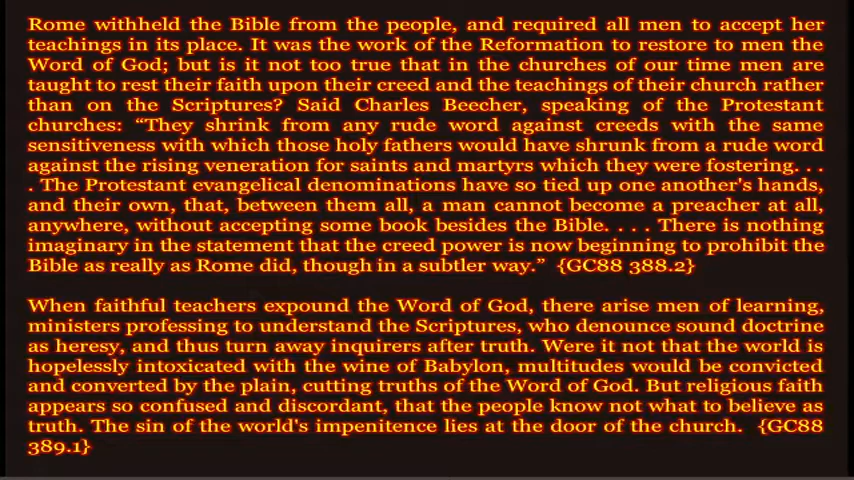 Rome withheld the Bible from the people, and required all men to accept her
teachings in its place. It was the work of the Reformation to restore to men the
Word of God; but is it not too true that in the churches of our time men are
taught to rest their faith upon their creed and the teachings of their church rather
than on the Scriptures? Said Charles Beecher, speaking of the Protestant
churches: “They shrink from any rude word against creeds with the same
sensitiveness with which those holy fathers would have shrunk from a rude word
against the rising veneration for saints and martyrs which they were fostering. . .
. The Protestant evangelical denominations have so tied up one another's hands,
and their own, that, between them all, a man cannot become a preacher at all,
anywhere, without accepting some book besides the Bible. . . . There is nothing
imaginary in the statement that the creed power is now beginning to prohibit the
Bible as really as Rome did, though in a subtler way.” {GC88 388.2}
When faithful teachers expound the Word of God, there arise men of learning,
ministers professing to understand the Scriptures, who denounce sound doctrine
as heresy, and thus turn away inquirers after truth. Were it not that the world is
hopelessly intoxicated with the wine of Babylon, multitudes would be convicted
and converted by the plain, cutting truths of the Word of God. But religious faith
appears so confused and discordant, that the people know not what to believe as
truth. The sin of the world's impenitence lies at the door of the church. {GC88
389.1}